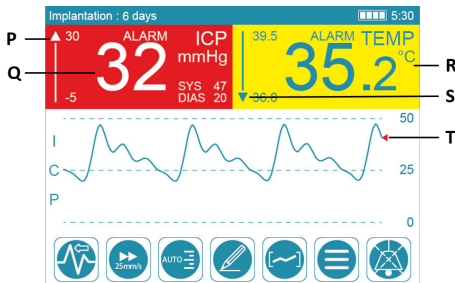 Implantation : 6 days 5:30
P 30 ALARM ICP 39.5 ALARM TEMP
Q 32 mmHg 35.2 °C R
SYS 47
-5 DIAS 20 36.8 S
50
I T
C 25
P
0
25mm/s AUTO